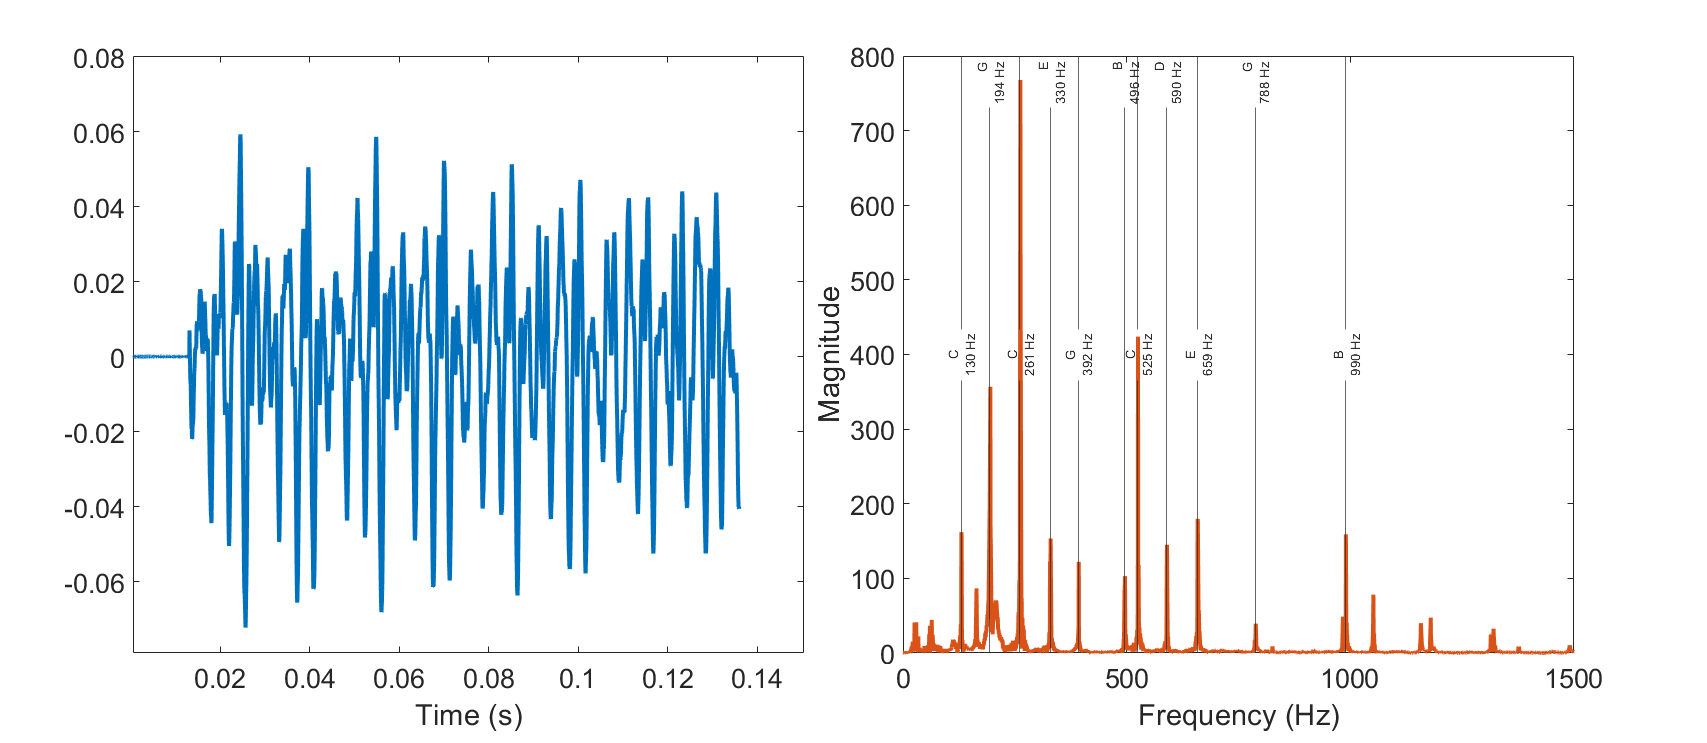 0.08
0.06
0.04
0.02
0
-0.02
-0.04
-0.06
0.02
0.04
0.06
0.08
0.1
0.12
0.14
Time (s)
Magnitude
800
700
600
500
400
300
200
100
0
G
194 Hz
E
330 Hz
B
496 Hz
D
590 Hz
G
788 Hz
C
130 Hz
C
261 Hz
G
392 Hz
C
525 Hz
E
659 Hz
B
990 Hz
0
500
1000
1500
Frequency (Hz)